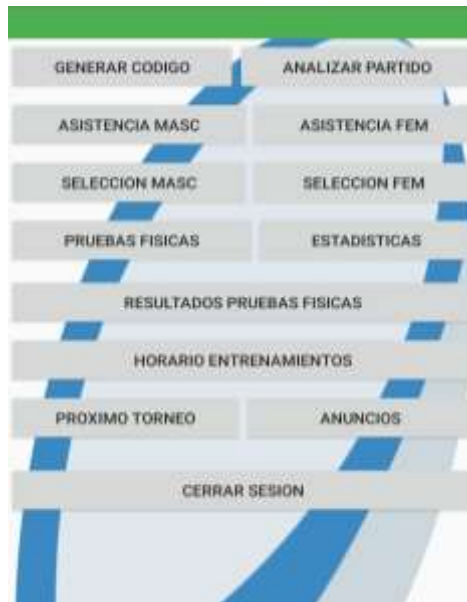 GENERAR CODIGO
ANALIZAR PARTIDO
ASISTENCIA MASC
ASISTENCIA FEM
SELECCION MASC
SELECCION FEM
PRUEBAS FISICAS
ESTADISTICAS
RESULTADOS PRUEBAS FISICAS
HORARIO ENTRENAMIENTOS
PROXIMO TORNEO
ANUNCIOS
CERRAR SESION